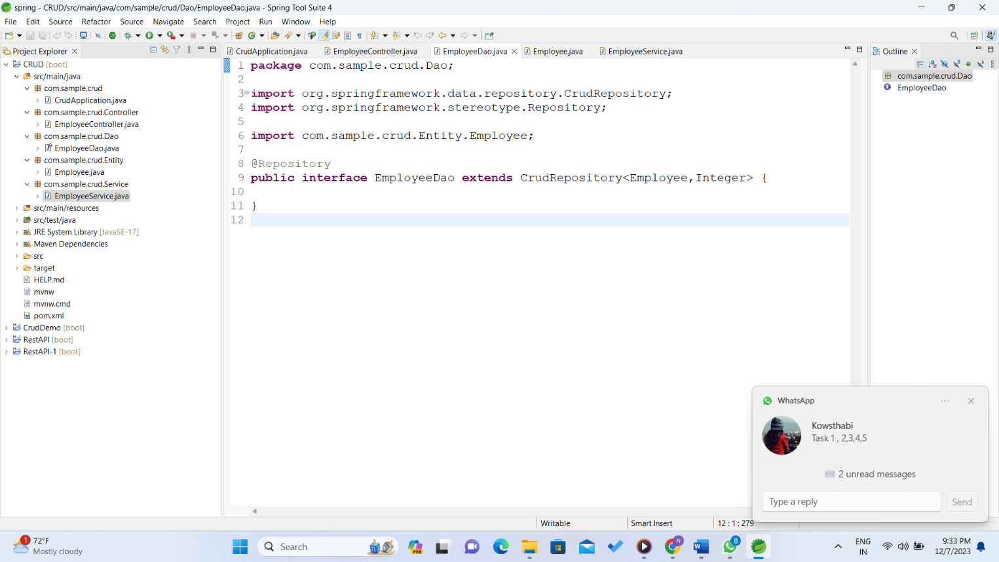 spring - CRUD/src/main/java/com/sample/crud/Dao/EmployeeDao.java - Spring Tool Suite 4
File Edit Source Refactor Source Navigate Search Project Run Window Help
Project Explorer
CRUD [boot]
src/main/java
com.sample.crud
CrudApplication.java
com.sample.crud.Controller
EmployeeController.java
com.sample.crud.Dao
EmployeeDao.java
com.sample.crud.Entity
Employee.java
com.sample.crud.Service
EmployeeService.java
src/main/resources
src/test/java
JRE System Library [JavaSE-17]
Maven Dependencies
src
target
HELP.md
mvnw
mvnw.cmd
pom.xml
CrudDemo [boot]
RestAPI [boot]
RestAPI-1 [boot]
CrudApplication.java EmployeeController.java EmployeeDao.java Employee.java EmployeeService.java
1 package com.sample.crud.Dao;
2
3 import org.springframework.data.repository.CrudRepository;
4 import org.springframework.stereotype.Repository;
5
6 import com.sample.crud.Entity.Employee;
7
8 @Repository
9 public interface EmployeeDao extends CrudRepository<Employee,Integer> {
10
11 }
12
Outline
com.sample.crud.Dao
EmployeeDao
WhatsApp
Kowsthabi
Task 1 , 2,3,4,5
2 unread messages
Type a reply Send
Writable Smart Insert 12 : 1 : 279
1 72°F
Mostly cloudy
Search
PRE
N
8
ENG
IN
9:33 PM
12/7/2023